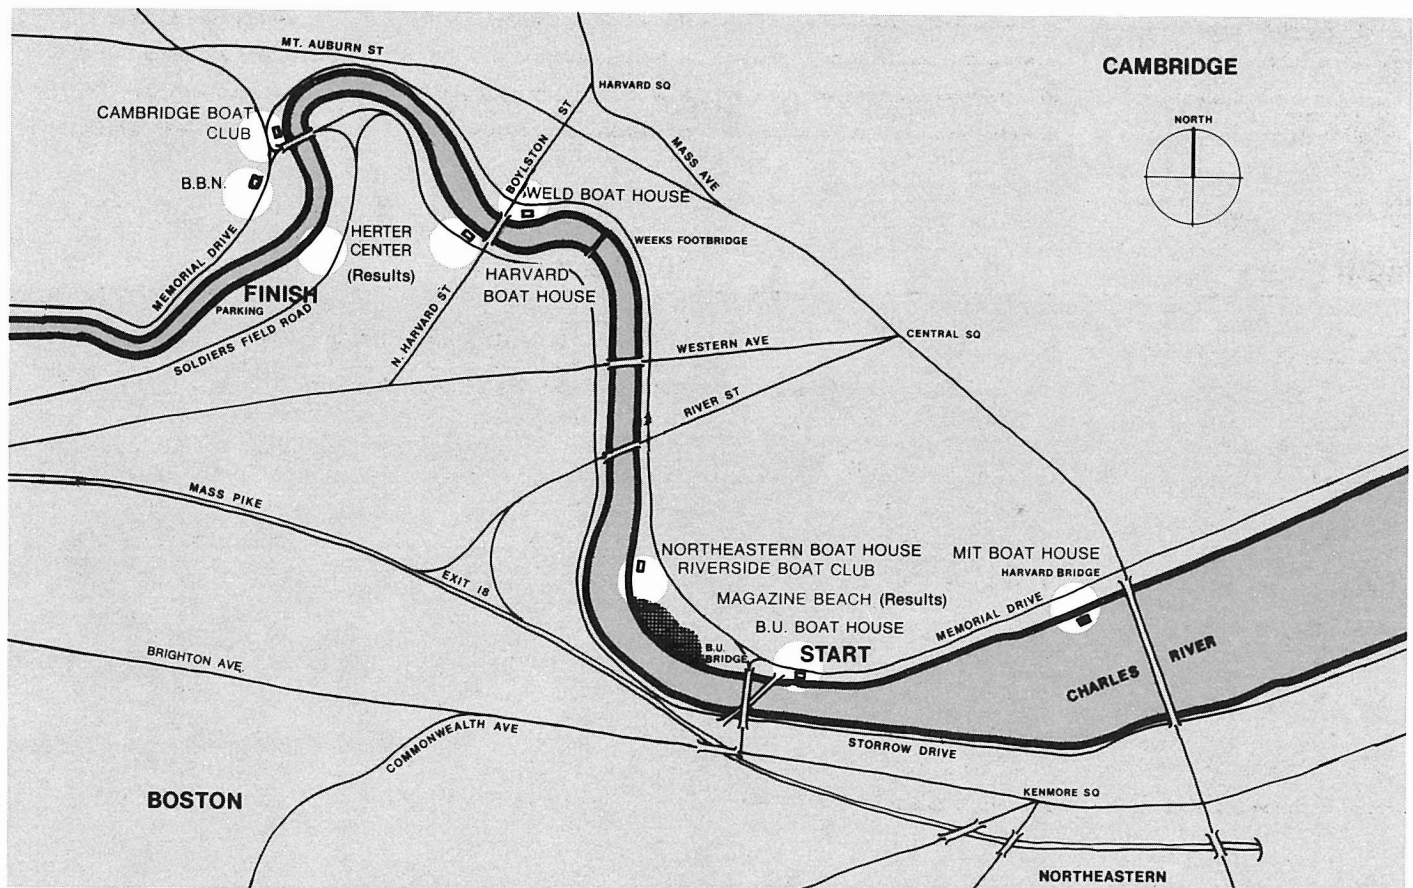 MT. AUBURN ST
CAMBRIDGE
HARVARD SQ
CAMBRIDGE BOAT
CLUB
BOYLSTON ST
MASS AVE
NORTH
B.B.N.
WELD BOAT HOUSE
MEMORIAL DRIVE
HERTER
CENTER
(Results)
WEEKS FOOTBRIDGE
HARVARD
BOAT HOUSE
FINISH
PARKING
SOLDIERS FIELD ROAD
N. HARVARD ST
WESTERN AVE
CENTRAL SQ
RIVER ST
MASS PIKE
EXIT 18
NORTHEASTERN BOAT HOUSE
RIVERSIDE BOAT CLUB
MIT BOAT HOUSE
HARVARD BRIDGE
MAGAZINE BEACH (Results)
MEMORIAL DRIVE
B.U. BOAT HOUSE
B.U.
BRIDGE
START
CHARLES RIVER
BRIGHTON AVE.
COMMONWEALTH AVE
STORROW DRIVE
BOSTON
KENMORE SQ
NORTHEASTERN